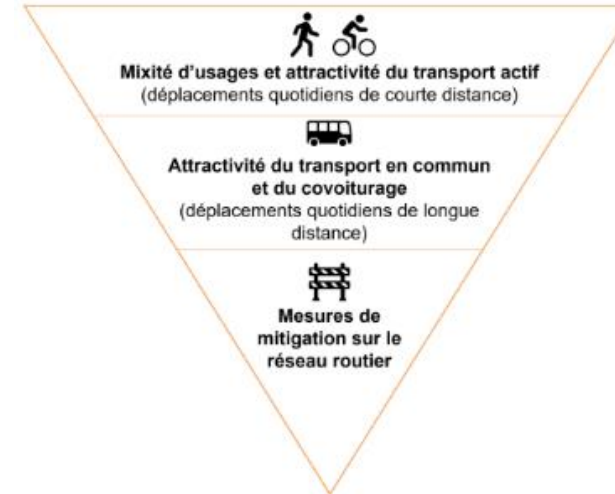 Mixité d'usages et attractivité du transport actif
(déplacements quotidiens de courte distance)
Attractivité du transport en commun
et du covoiturage
(déplacements quotidiens de longue
distance)
Mesures de
mitigation sur le
réseau routier